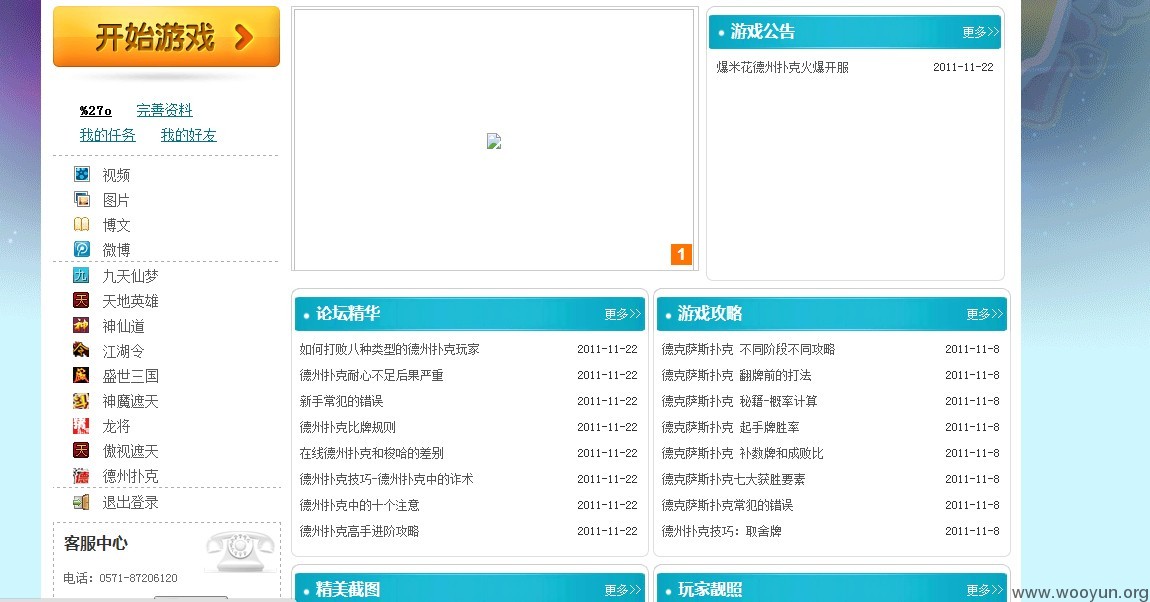 开始游戏
%27o 完善资料
我的任务 我的好友
视频
图片
博文
微博
九天仙梦
天地英雄
神仙道
江湖令
盛世三国
神魔遮天
龙将
傲视遮天
德州扑克
退出登录
客服中心
电话：0571-87206120
1
游戏公告 更多>>
爆米花德州扑克火爆开服 2011-11-22
论坛精华 更多>>
如何打败八种类型的德州扑克玩家 2011-11-22
德州扑克耐心不足后果严重 2011-11-22
新手常犯的错误 2011-11-22
德州扑克比牌规则 2011-11-22
在线德州扑克和梭哈的差别 2011-11-22
德州扑克技巧-德州扑克中的诈术 2011-11-22
德州扑克中的十个注意 2011-11-22
德州扑克高手进阶攻略 2011-11-22
游戏攻略 更多>>
德克萨斯扑克 不同阶段不同攻略 2011-11-8
德克萨斯扑克 翻牌前的打法 2011-11-8
德克萨斯扑克 秘籍-概率计算 2011-11-8
德克萨斯扑克 起手牌胜率 2011-11-8
德克萨斯扑克 补数牌和成败比 2011-11-8
德克萨斯扑克七大获胜要素 2011-11-8
德克萨斯扑克常犯的错误 2011-11-8
德州扑克技巧：取舍牌 2011-11-8
精美截图 更多>>
玩家靓照 更多>>
www.wooyun.org